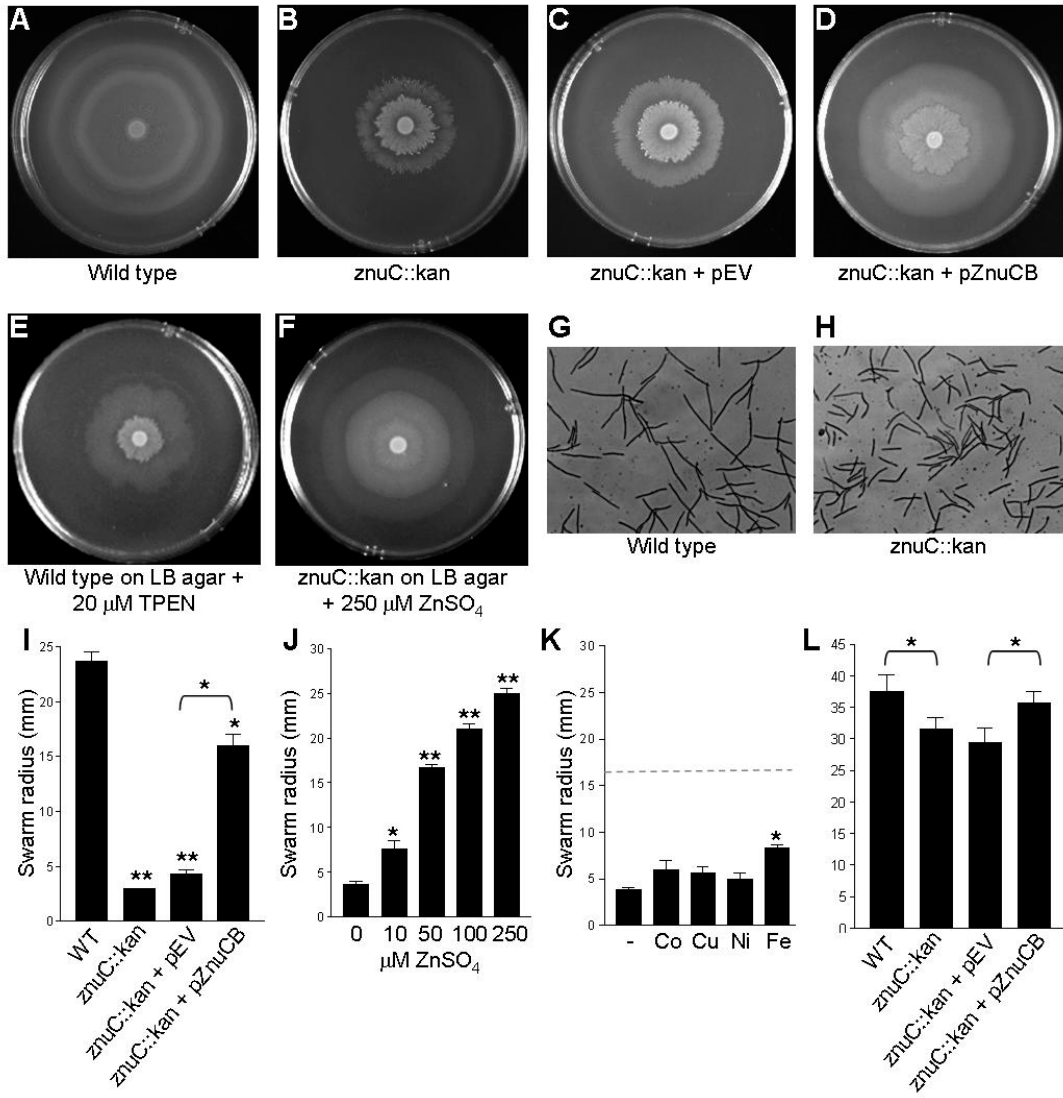 A
B
C
D
Wild type
znuC::kan
znuC::kan + pEV
znuC::kan + pZnuCB
E
F
G
H
Wild type on LB agar +
20 μM TPEN
znuC::kan on LB agar
+ 250 μM ZnSO4
Wild type
znuC::kan
I
Swarm radius (mm)
25
20
15
10
5
0
**
**
*
*
WT
znuC::kan
znuC::kan + pEV
znuC::kan + pZnuCB
J
Swarm radius (mm)
30
25
20
15
10
5
0
*
**
**
**
0 10 50 100 250
μM ZnSO4
K
Swarm radius (mm)
30
25
20
15
10
5
0
*
- Co Cu Ni Fe
L
45
40
35
30
25
20
15
10
5
0
*
*
WT
znuC::kan
znuC::kan + pEV
znuC::kan + pZnuCB